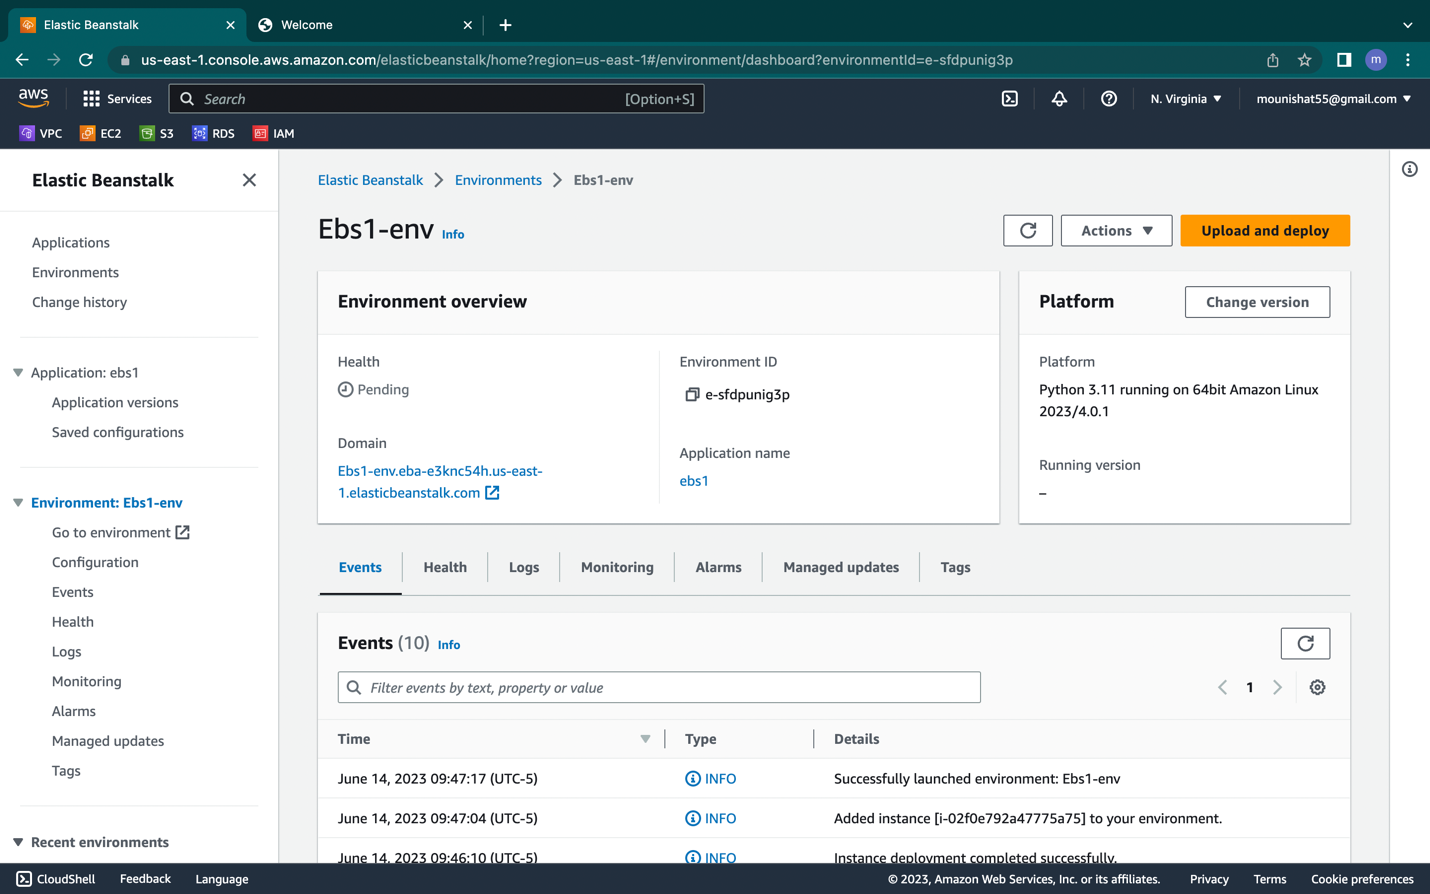 Elastic Beanstalk
Welcome
us-east-1.console.aws.amazon.com/elasticbeanstalk/home?region=us-east-1#/environment/dashboard?environmentId=e-sfdpunig3p
m
aws
Services
Search
[Option+S]
N. Virginia
mounishat55@gmail.com
VPC
EC2
S3
RDS
IAM
Elastic Beanstalk
Applications
Environments
Change history
Application: ebs1
Application versions
Saved configurations
Environment: Ebs1-env
Go to environment
Configuration
Events
Health
Logs
Monitoring
Alarms
Managed updates
Tags
Recent environments
Elastic Beanstalk
Environments
Ebs1-env
Ebs1-env Info
Actions
Upload and deploy
Environment overview
Health
Pending
Domain
Ebs1-env.eba-e3knc54h.us-east-
1.elasticbeanstalk.com
Environment ID
e-sfdpunig3p
Application name
ebs1
Platform
Change version
Platform
Python 3.11 running on 64bit Amazon Linux
2023/4.0.1
Running version
–
Events
Health
Logs
Monitoring
Alarms
Managed updates
Tags
Events (10) Info
Filter events by text, property or value
1
Time
Type
Details
June 14, 2023 09:47:17 (UTC-5)
INFO
Successfully launched environment: Ebs1-env
June 14, 2023 09:47:04 (UTC-5)
INFO
Added instance [i-02f0e792a47775a75] to your environment.
June 14, 2023 09:46:10 (UTC-5)
INFO
Instance deployment completed successfully.
CloudShell
Feedback
Language
© 2023, Amazon Web Services, Inc. or its affiliates.
Privacy
Terms
Cookie preferences